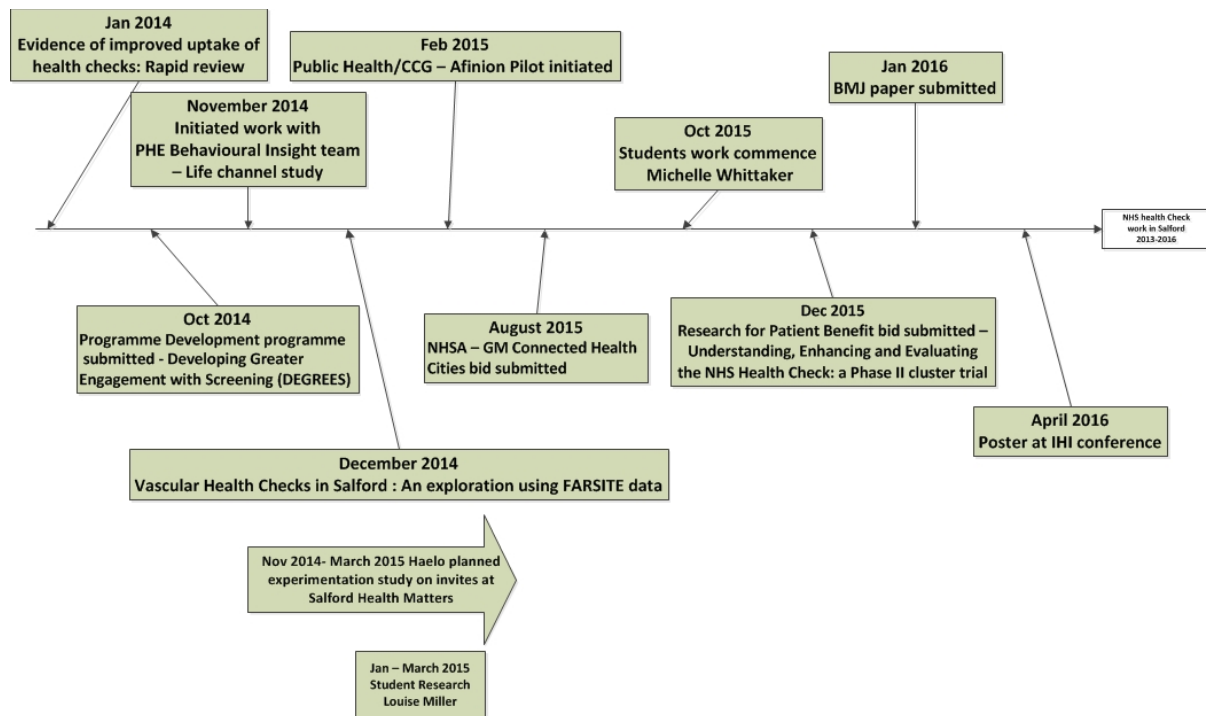 Jan 2014
Evidence of improved uptake of
health checks: Rapid review
November 2014
Initiated work with
PHE Behavioural Insight team
– Life channel study
Feb 2015
Public Health/CCG – Afinion Pilot initiated
Oct 2015
Students work commence
Michelle Whittaker
Jan 2016
BMJ paper submitted
NHS health Check
work in Salford
2013-2016
Oct 2014
Programme Development programme
submitted - Developing Greater
Engagement with Screening (DEGREES)
December 2014
Vascular Health Checks in Salford : An exploration using FARSITE data
August 2015
NHSA – GM Connected Health
Cities bid submitted
Dec 2015
Research for Patient Benefit bid submitted –
Understanding, Enhancing and Evaluating
the NHS Health Check: a Phase II cluster trial
April 2016
Poster at IHI conference
Nov 2014- March 2015 Haelo planned
experimentation study on invites at
Salford Health Matters
Jan – March 2015
Student Research
Louise Miller